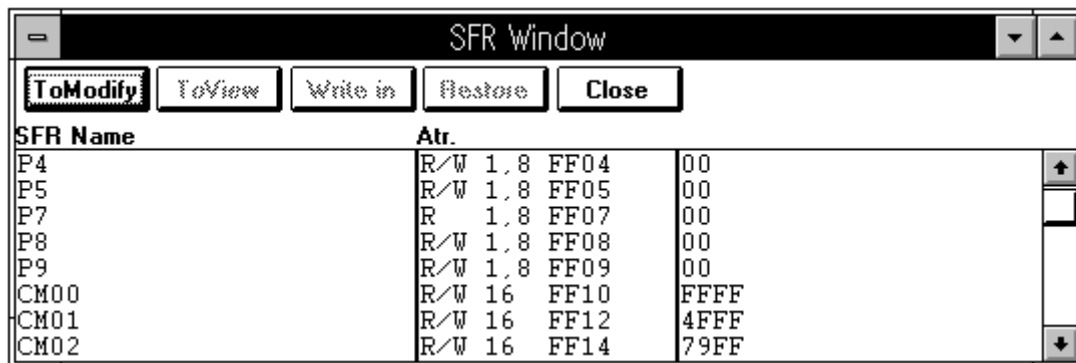 SFR Window
ToModify ToView Write in Restore Close
SFR Name Atr.
P4 R/W 1,8 FF04 00
P5 R/W 1,8 FF05 00
P7 R 1,8 FF07 00
P8 R/W 1,8 FF08 00
P9 R/W 1,8 FF09 00
CM00 R/W 16 FF10 FFFF
CM01 R/W 16 FF12 4FFF
CM02 R/W 16 FF14 79FF